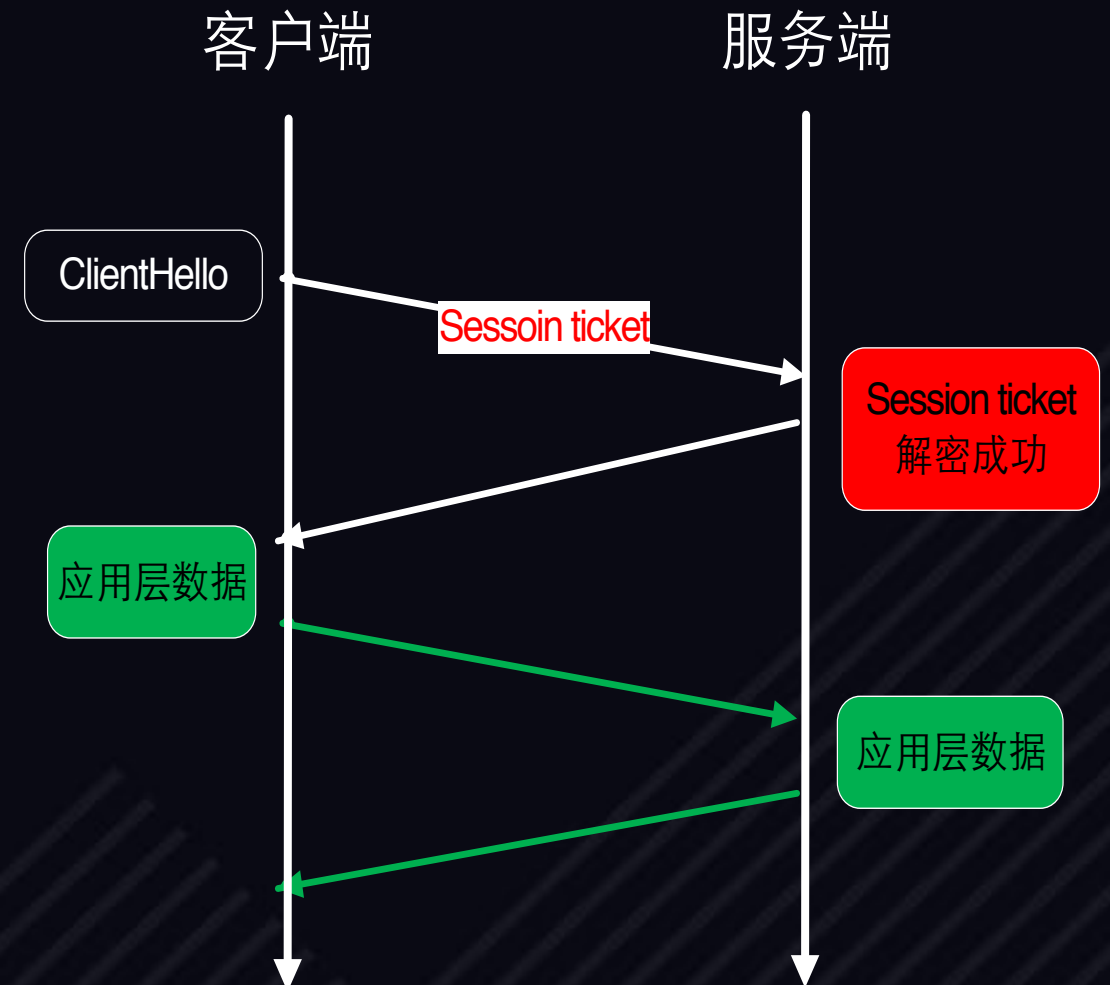 客户端
服务端
ClientHello
Sessoin ticket
Session ticket
解密成功
应用层数据
应用层数据